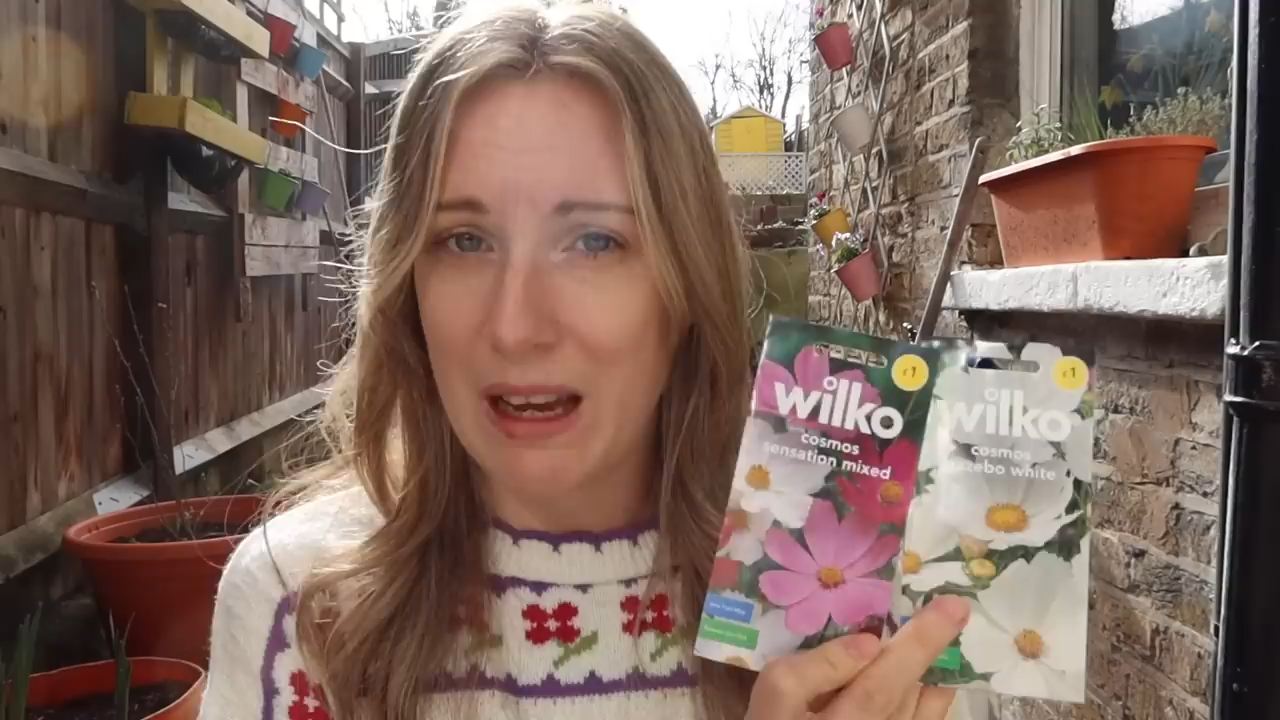 £1
wilko
cosmos
sensation mixed
£1
wilko
cosmos
gazebo white